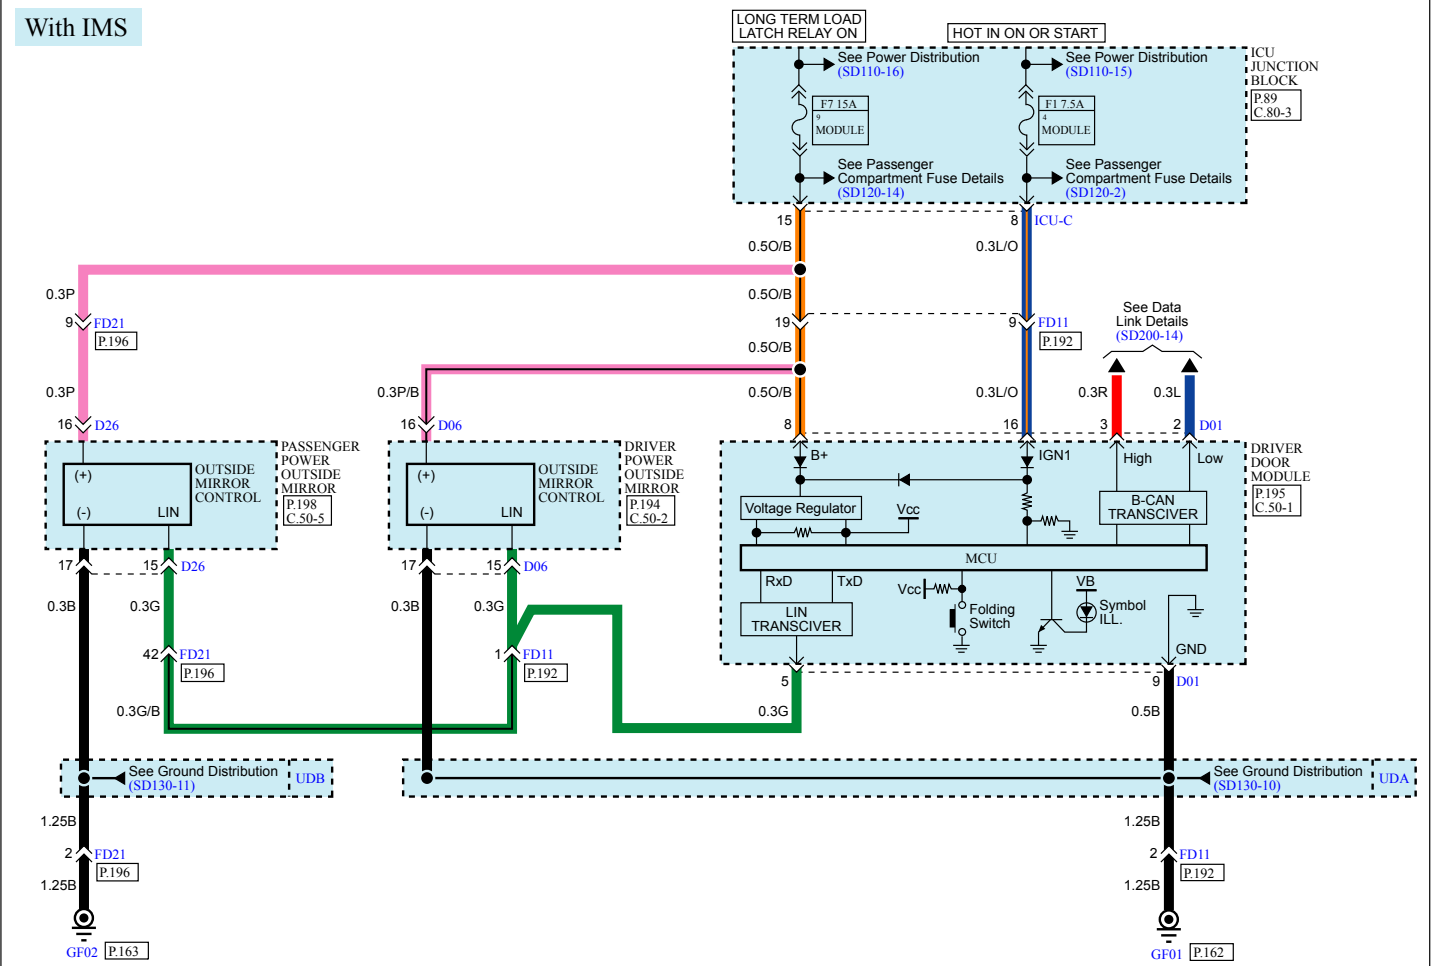 With IMS
LONG TERM LOAD
LATCH RELAY ON
HOT IN ON OR START
See Power Distribution
(SD110-16)
See Power Distribution
(SD110-15)
ICU
JUNCTION
BLOCK
P.89
C.80-3
F7 15A
9
MODULE
F1 7.5A
4
MODULE
See Passenger
Compartment Fuse Details
(SD120-14)
See Passenger
Compartment Fuse Details
(SD120-2)
15
8
ICU-C
0.5O/B
0.3L/O
0.3P
0.5O/B
9
FD21
P.196
19
9
FD11
P.192
See Data
Link Details
(SD200-14)
0.5O/B
0.3P
0.3P/B
0.5O/B
0.3L/O
0.3R
0.3L
16
D26
16
D06
8
16
3
2
D01
PASSENGER
POWER
OUTSIDE
MIRROR
P.198
C.50-5
(+)
(-)
LIN
OUTSIDE
MIRROR
CONTROL
DRIVER
POWER
OUTSIDE
MIRROR
P.194
C.50-2
(+)
(-)
LIN
OUTSIDE
MIRROR
CONTROL
DRIVER
DOOR
MODULE
P.195
C.50-1
B+
IGN1
High
Low
Voltage Regulator
Vcc
B-CAN
TRANSCIVER
MCU
RxD
TxD
LIN
TRANSCIVER
Vcc
Folding
Switch
VB
Symbol
ILL.
GND
17
15
D26
17
15
D06
0.3B
0.3G
0.3B
0.3G
42
FD21
P.196
1
FD11
P.192
5
9
D01
0.3G/B
0.3G
0.5B
See Ground Distribution
(SD130-11)
UDB
See Ground Distribution
(SD130-10)
UDA
1.25B
1.25B
2
FD21
P.196
2
FD11
P.192
1.25B
1.25B
GF02
P.163
GF01
P.162